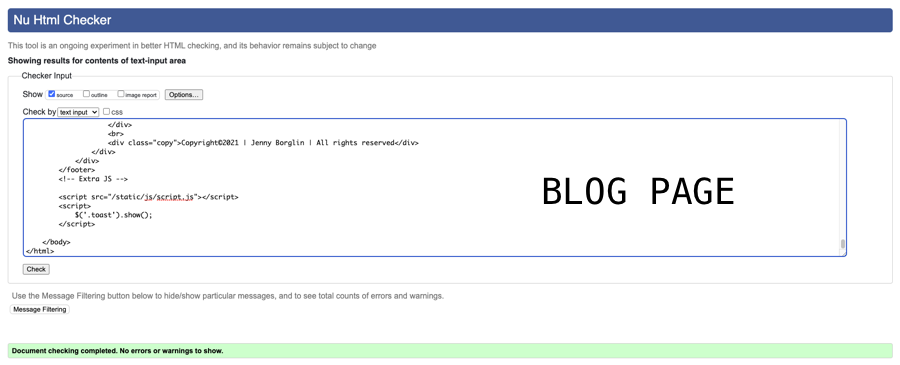 Nu Html Checker
This tool is an ongoing experiment in better HTML checking, and its behavior remains subject to change
Showing results for contents of text-input area
Checker Input
Show source outline image report Options...
Check by text input css
</div>
<br>
<div class="copy">Copyright©2021 | Jenny Borglin | All rights reserved</div>
</div>
</div>
</footer>
<!-- Extra JS -->
<script src="/static/js/script.js"></script>
<script>
$('.toast').show();
</script>
</body>
</html>
BLOG PAGE
Check
Use the Message Filtering button below to hide/show particular messages, and to see total counts of errors and warnings.
Message Filtering
Document checking completed. No errors or warnings to show.